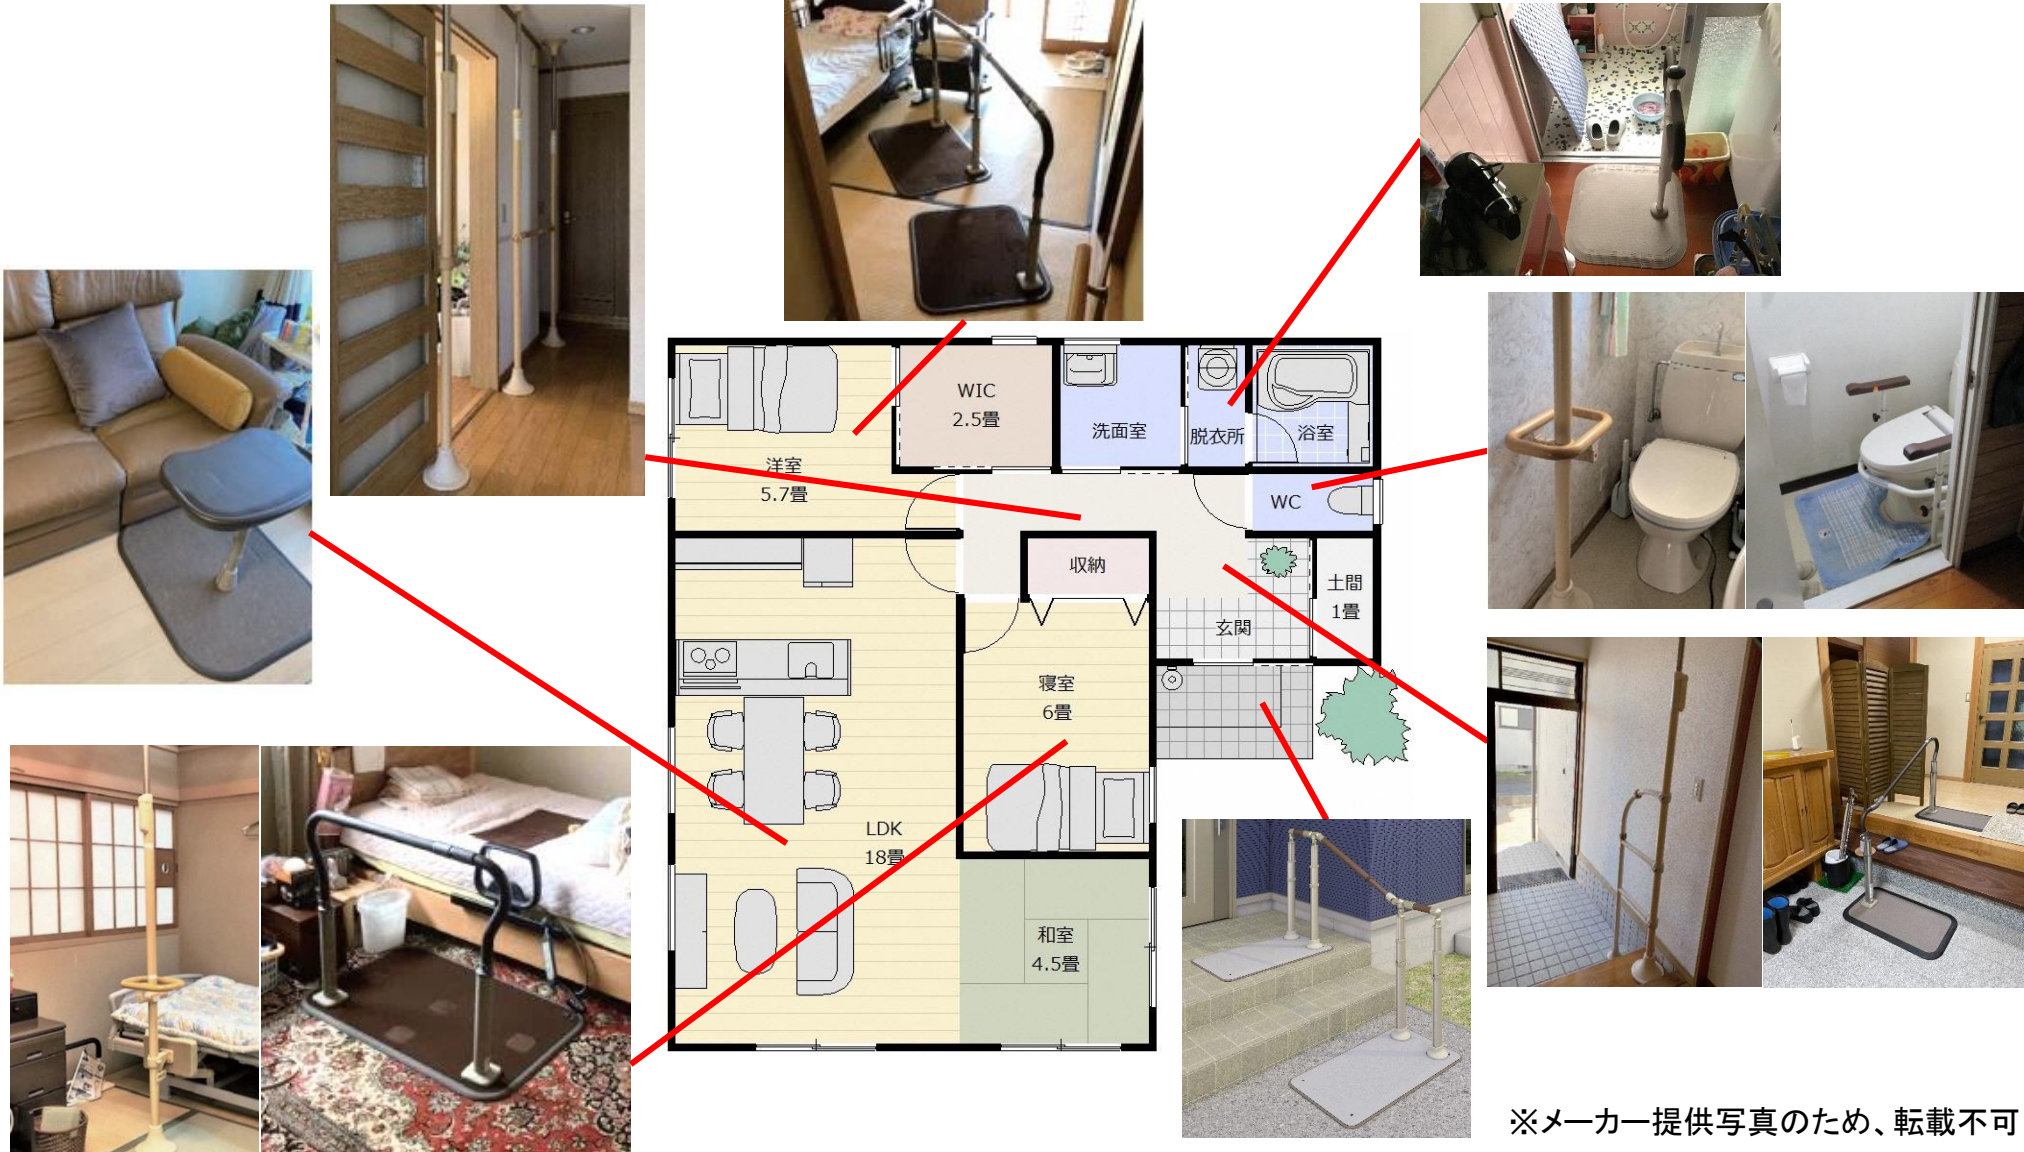 WIC
2.5畳
洗面室
脱衣所
浴室
洋室
5.7畳
WC
収納
土間
1畳
玄関
寝室
6畳
LDK
18畳
和室
4.5畳
※メーカー提供写真のため、転載不可